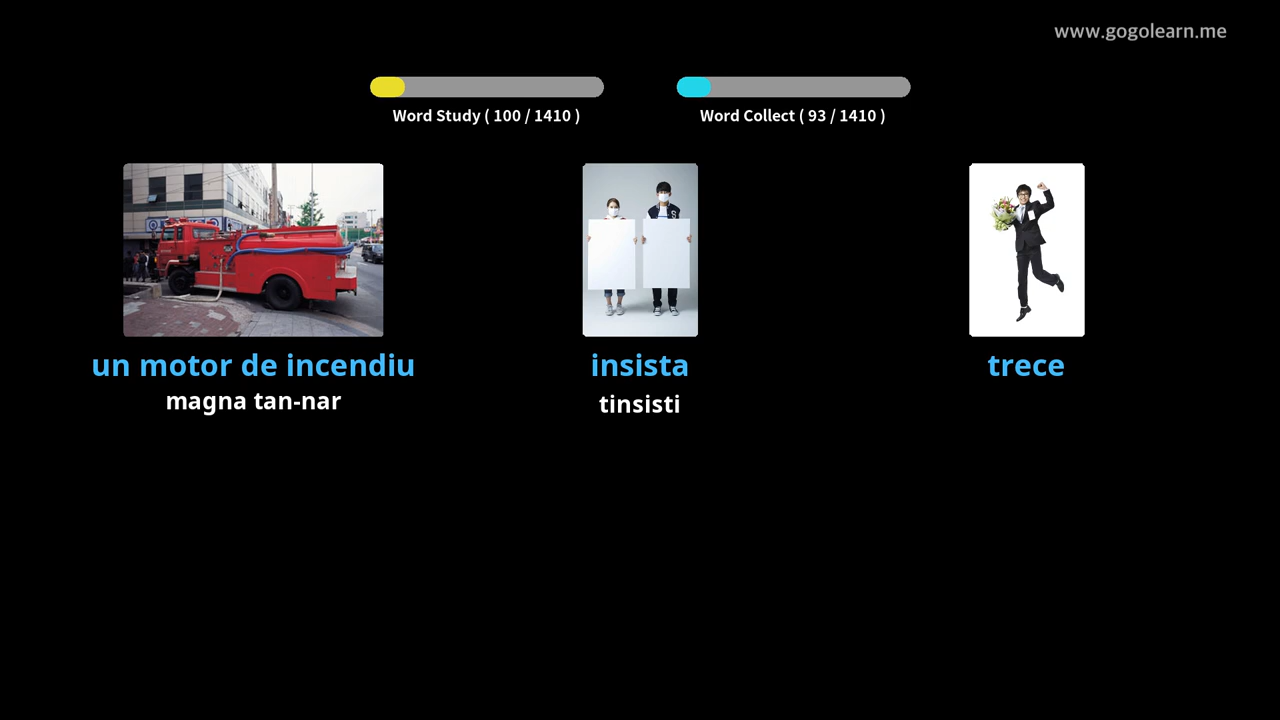 www.gogolearn.me
Word Study ( 100 / 1410 )
Word Collect ( 93 / 1410 )
un motor de incendiu
magna tan-nar
insista
tinsisti
trece